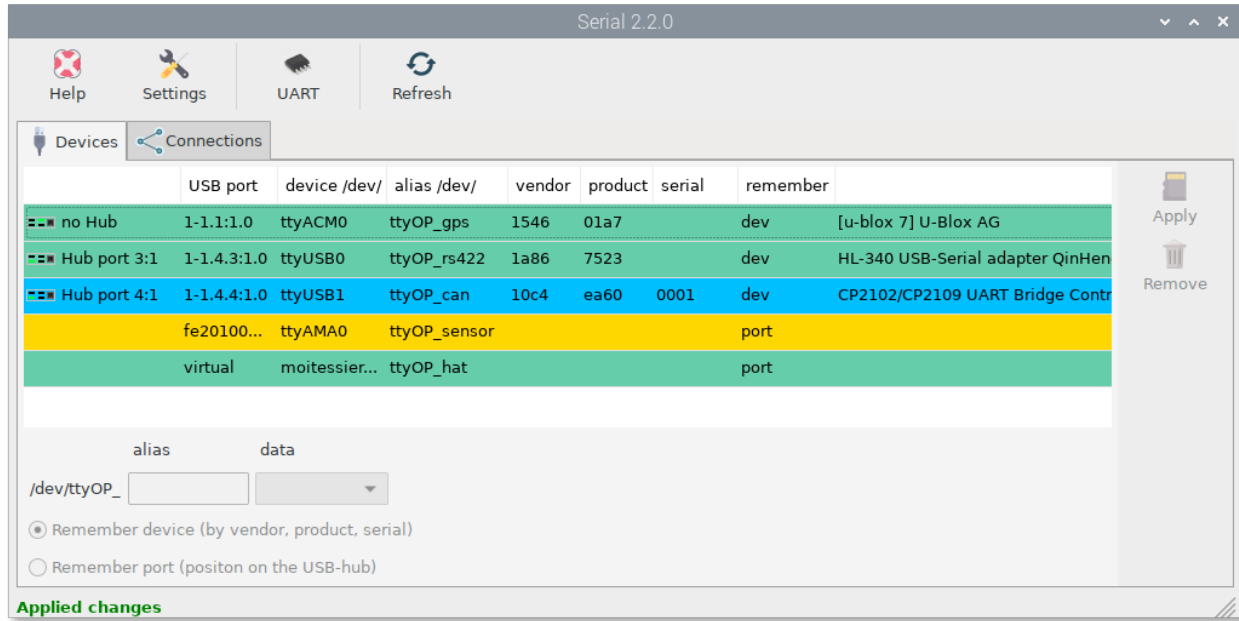 Serial 2.2.0
Help Settings UART Refresh
Devices Connections
USB port device /dev/ alias /dev/ vendor product serial remember
no Hub 1-1.1:1.0 ttyACM0 ttyOP_gps 1546 01a7 dev [u-blox 7] U-Blox AG
Hub port 3:1 1-1.4.3:1.0 ttyUSB0 ttyOP_rs422 1a86 7523 dev HL-340 USB-Serial adapter QinHen
Hub port 4:1 1-1.4.4:1.0 ttyUSB1 ttyOP_can 10c4 ea60 0001 dev CP2102/CP2109 UART Bridge Contr
fe20100... ttyAMA0 ttyOP_sensor port
virtual moitessier... ttyOP_hat port
Apply
Remove
alias data
/dev/ttyOP_
Remember device (by vendor, product, serial)
Remember port (positon on the USB-hub)
Applied changes